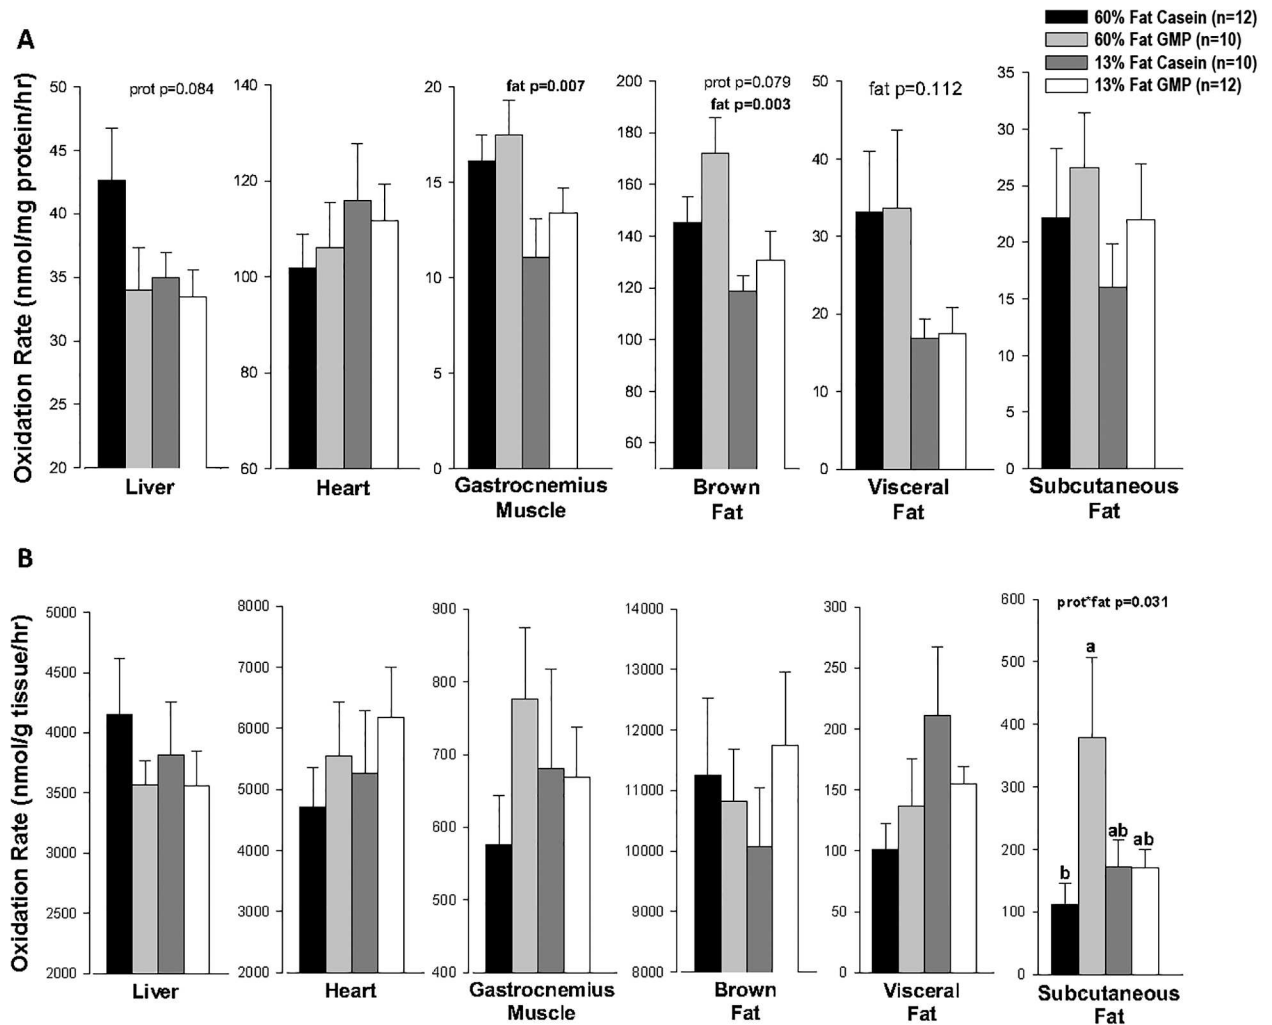 60% Fat Casein (n=12)
60% Fat GMP (n=10)
13% Fat Casein (n=10)
13% Fat GMP (n=12)
A
Oxidation Rate (nmol/mg protein/hr)
50
45
40
35
30
25
20
prot p=0.084
Liver
140
120
100
80
60
Heart
20
15
10
5
0
fat p=0.007
Gastrocnemius
Muscle
200
180
160
140
120
100
80
60
prot p=0.079
fat p=0.003
Brown
Fat
50
40
30
20
10
0
fat p=0.112
Visceral
Fat
35
30
25
20
15
10
5
0
Subcutaneous
Fat
B
Oxidation Rate (nmol/g tissue/hr)
5000
4500
4000
3500
3000
2500
2000
Liver
8000
7000
6000
5000
4000
3000
2000
Heart
900
800
700
600
500
400
Gastrocnemius
Muscle
14000
13000
12000
11000
10000
9000
8000
Brown
Fat
300
250
200
150
100
50
0
Visceral
Fat
600
500
400
300
200
100
0
prot*fat p=0.031
b
a
ab
ab
Subcutaneous
Fat